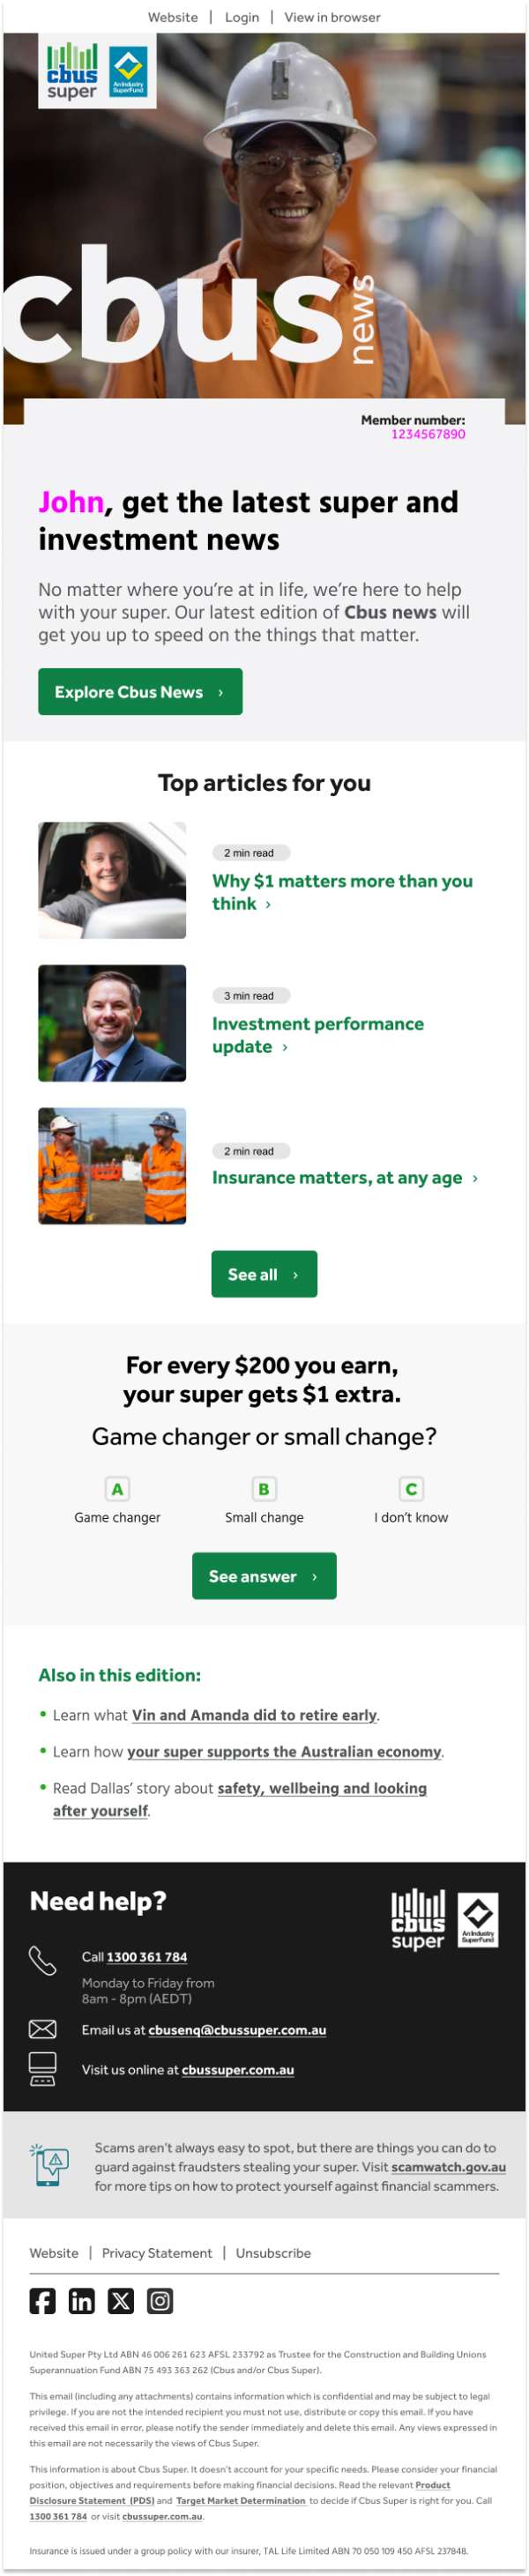 Website | Login | View in browser
cbus
super
An Industry
SuperFund
cbus
news
Member number:
1234567890
John, get the latest super and
investment news
No matter where you're at in life, we're here to help
with your super. Our latest edition of Cbus news will
get you up to speed on the things that matter.
Explore Cbus News ›
Top articles for you
2 min read
Why $1 matters more than you
think ›
3 min read
Investment performance
update ›
2 min read
Insurance matters, at any age ›
See all ›
For every $200 you earn,
your super gets $1 extra.
Game changer or small change?
A B C
Game changer Small change I don't know
See answer ›
Also in this edition:
• Learn what Vin and Amanda did to retire early.
• Learn how your super supports the Australian economy.
• Read Dallas' story about safety, wellbeing and looking
after yourself.
Need help?
cbus
super
An Industry
SuperFund
Call 1300 361 784
Monday to Friday from
8am - 8pm (AEDT)
Email us at cbusenq@cbussuper.com.au
Visit us online at cbussuper.com.au
Scams aren't always easy to spot, but there are things you can do to
guard against fraudsters stealing your super. Visit scamwatch.gov.au
for more tips on how to protect yourself against financial scammers.
Website | Privacy Statement | Unsubscribe
United Super Pty Ltd ABN 46 006 261 623 AFSL 233792 as Trustee for the Construction and Building Unions
Superannuation Fund ABN 75 493 363 262 (Cbus and/or Cbus Super).
This email (including any attachments) contains information which is confidential and may be subject to legal
privilege. If you are not the intended recipient you must not use, distribute or copy this email. If you have
received this email in error, please notify the sender immediately and delete this email. Any views expressed in
this email are not necessarily the views of Cbus Super.
This information is about Cbus Super. It doesn't account for your specific needs. Please consider your financial
position, objectives and requirements before making financial decisions. Read the relevant Product
Disclosure Statement (PDS) and Target Market Determination to decide if Cbus Super is right for you. Call
1300 361 784 or visit cbussuper.com.au.
Insurance is issued under a group policy with our insurer, TAL Life Limited ABN 70 050 109 450 AFSL 237848.